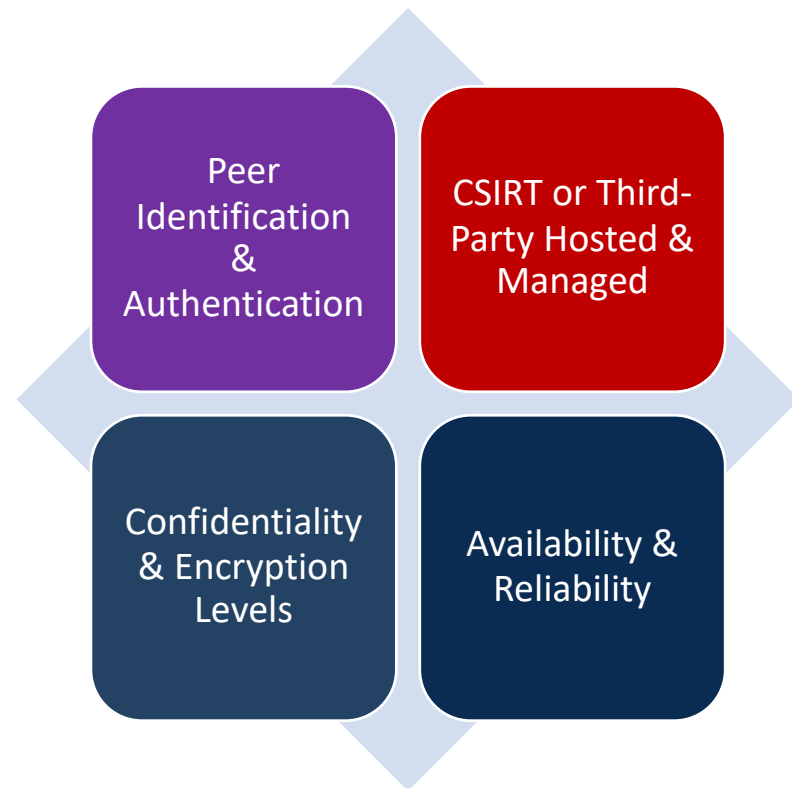 Peer
Identification
&
Authentication
CSIRT or Third-
Party Hosted &
Managed
Confidentiality
& Encryption
Levels
Availability &
Reliability